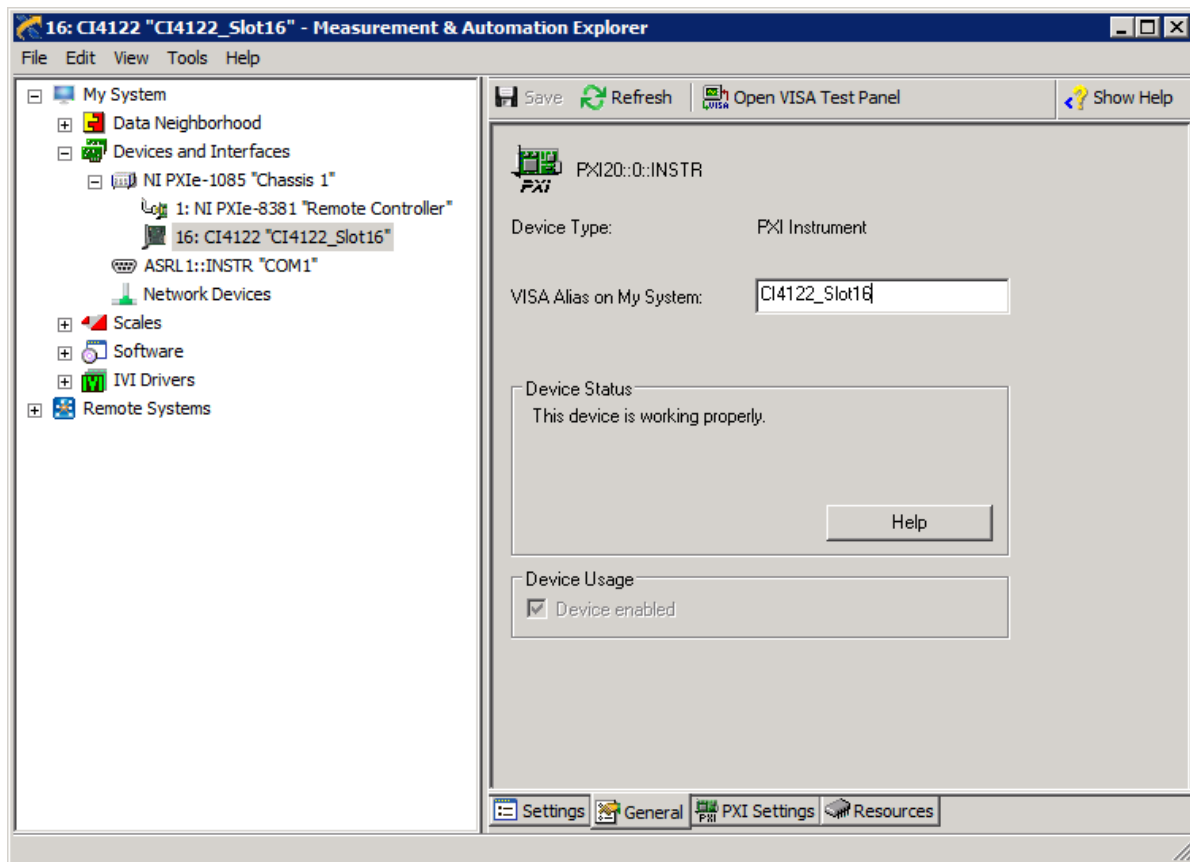 16: CI4122 "CI4122_Slot16" - Measurement & Automation Explorer
File Edit View Tools Help
My System
Data Neighborhood
Devices and Interfaces
NI PXIe-1085 "Chassis 1"
1: NI PXIe-8381 "Remote Controller"
16: CI4122 "CI4122_Slot16"
ASRL1::INSTR "COM1"
Network Devices
Scales
Software
IVI Drivers
Remote Systems
Save Refresh Open VISA Test Panel Show Help
PXI PXI20::0::INSTR
Device Type: PXI Instrument
VISA Alias on My System: CI4122_Slot16
Device Status
This device is working properly.
Help
Device Usage
Device enabled
Settings General PXI Settings Resources